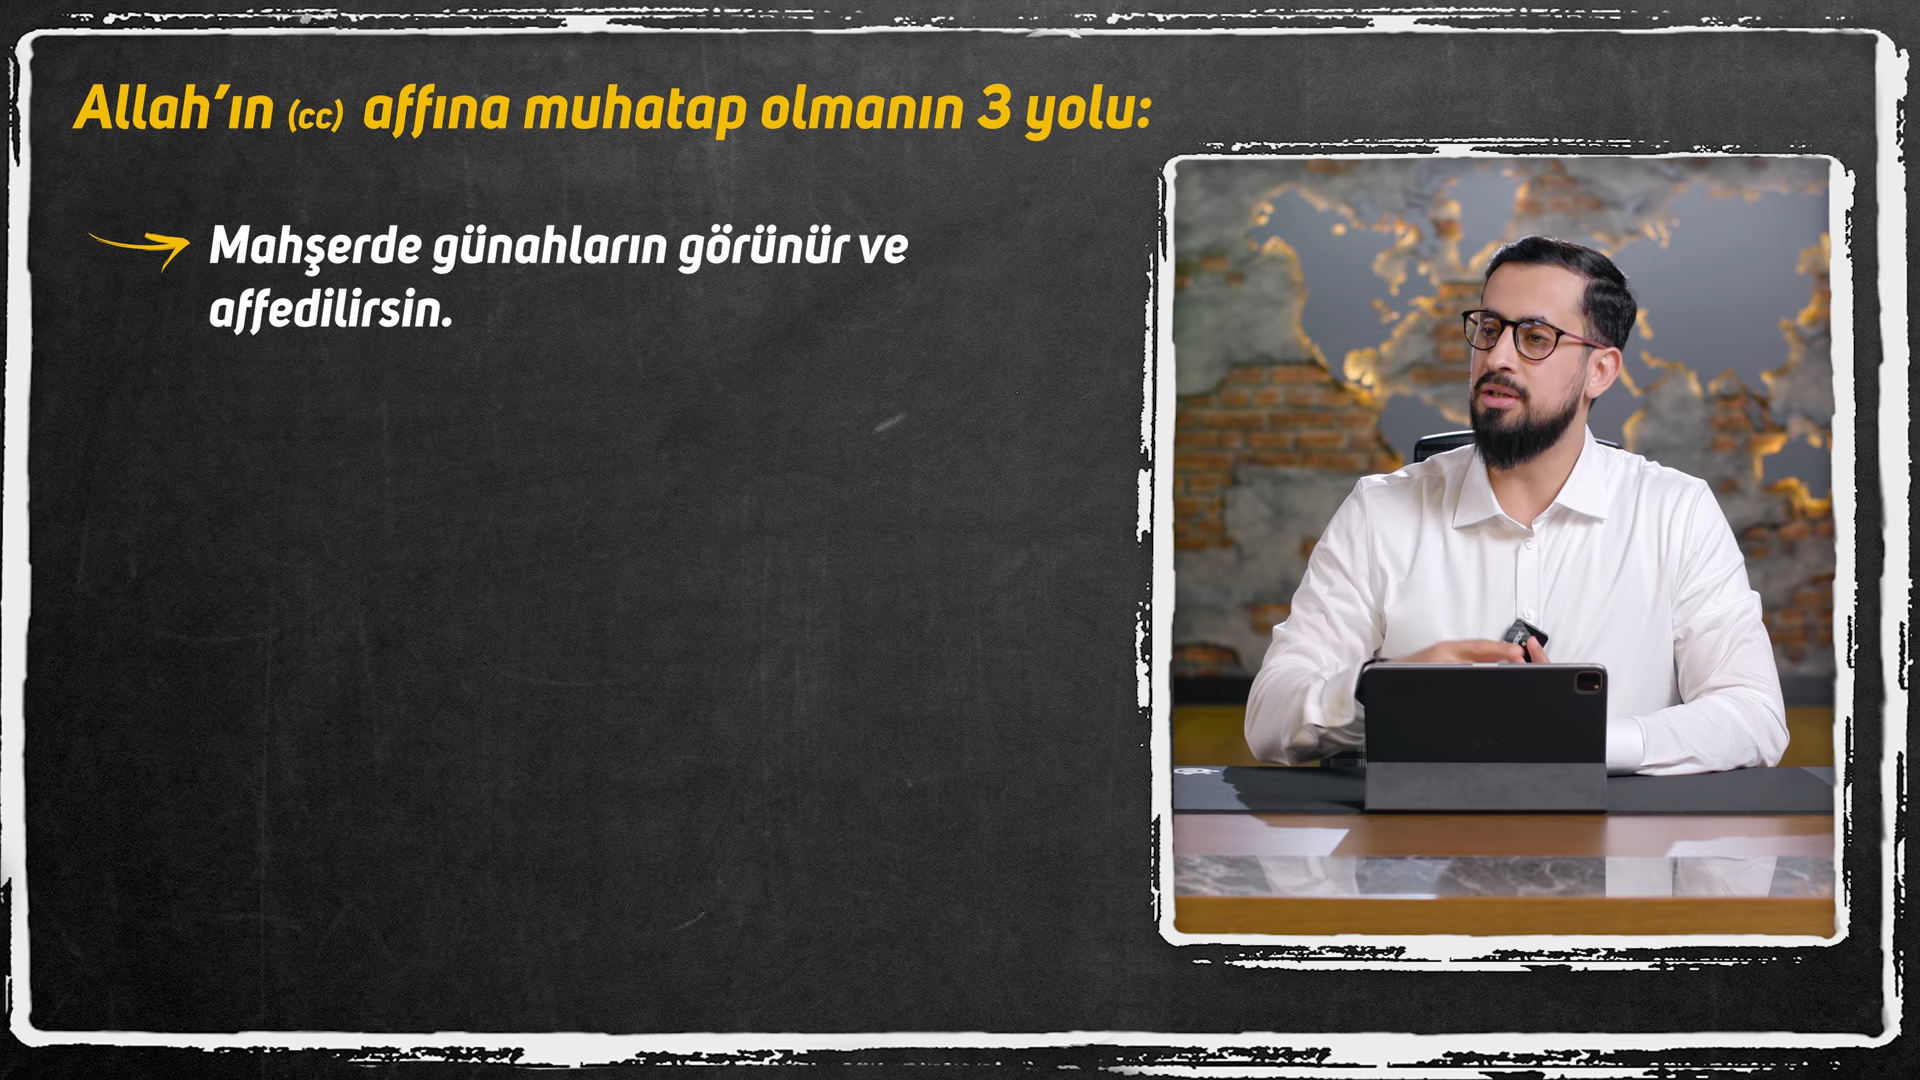 Allah’ın (cc) affına muhatap olmanın 3 yolu:
Mahşerde günahların görünür ve
affedilirsin.